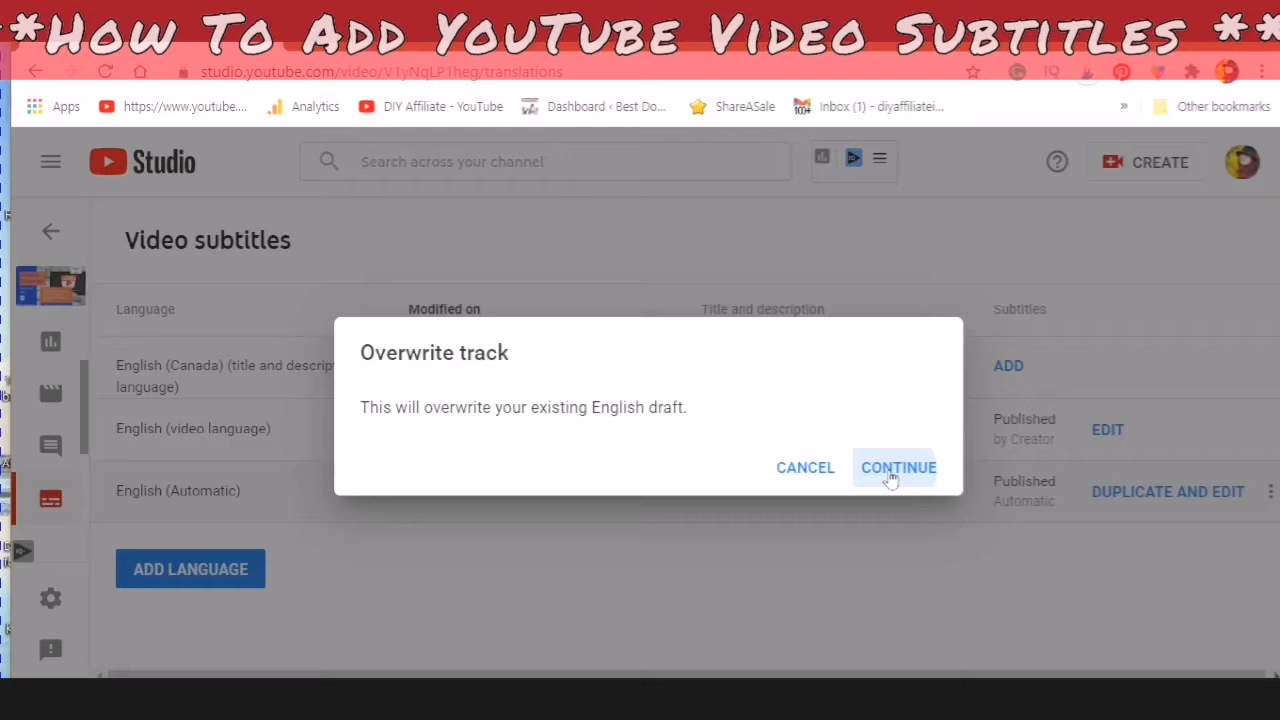 **How To Add YouTube Video Subtitles **
studio.youtube.com/video/V1yNqLP1heg/translations
Apps https://www.youtube.... Analytics DIY Affiliate - YouTube Dashboard ‹ Best Do... ShareASale Inbox (1) - diyaffiliatei... » Other bookmarks
Studio Search across your channel CREATE
Video subtitles
Language Modified on Title and description Subtitles
English (Canada) (title and descrip
language)
ADD
English (video language)
Published
by Creator
EDIT
English (Automatic)
Published
Automatic
DUPLICATE AND EDIT
Overwrite track
This will overwrite your existing English draft.
CANCEL CONTINUE
ADD LANGUAGE